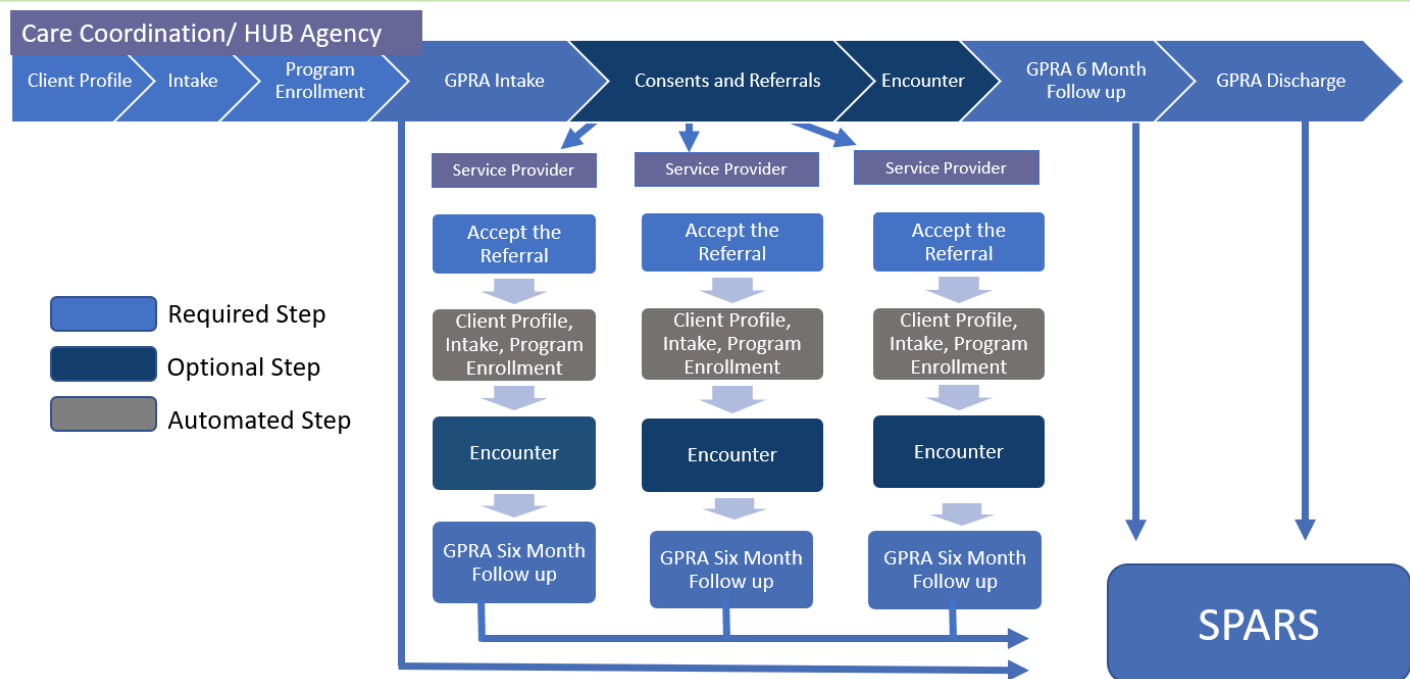 Care Coordination/ HUB Agency
Client Profile
Intake
Program
Enrollment
GPRA Intake
Consents and Referrals
Encounter
GPRA 6 Month
Follow up
GPRA Discharge
Service Provider
Service Provider
Service Provider
Accept the
Referral
Accept the
Referral
Accept the
Referral
Client Profile,
Intake, Program
Enrollment
Client Profile,
Intake, Program
Enrollment
Client Profile,
Intake, Program
Enrollment
Required Step
Optional Step
Automated Step
Encounter
Encounter
Encounter
GPRA Six Month
Follow up
GPRA Six Month
Follow up
GPRA Six Month
Follow up
SPARS